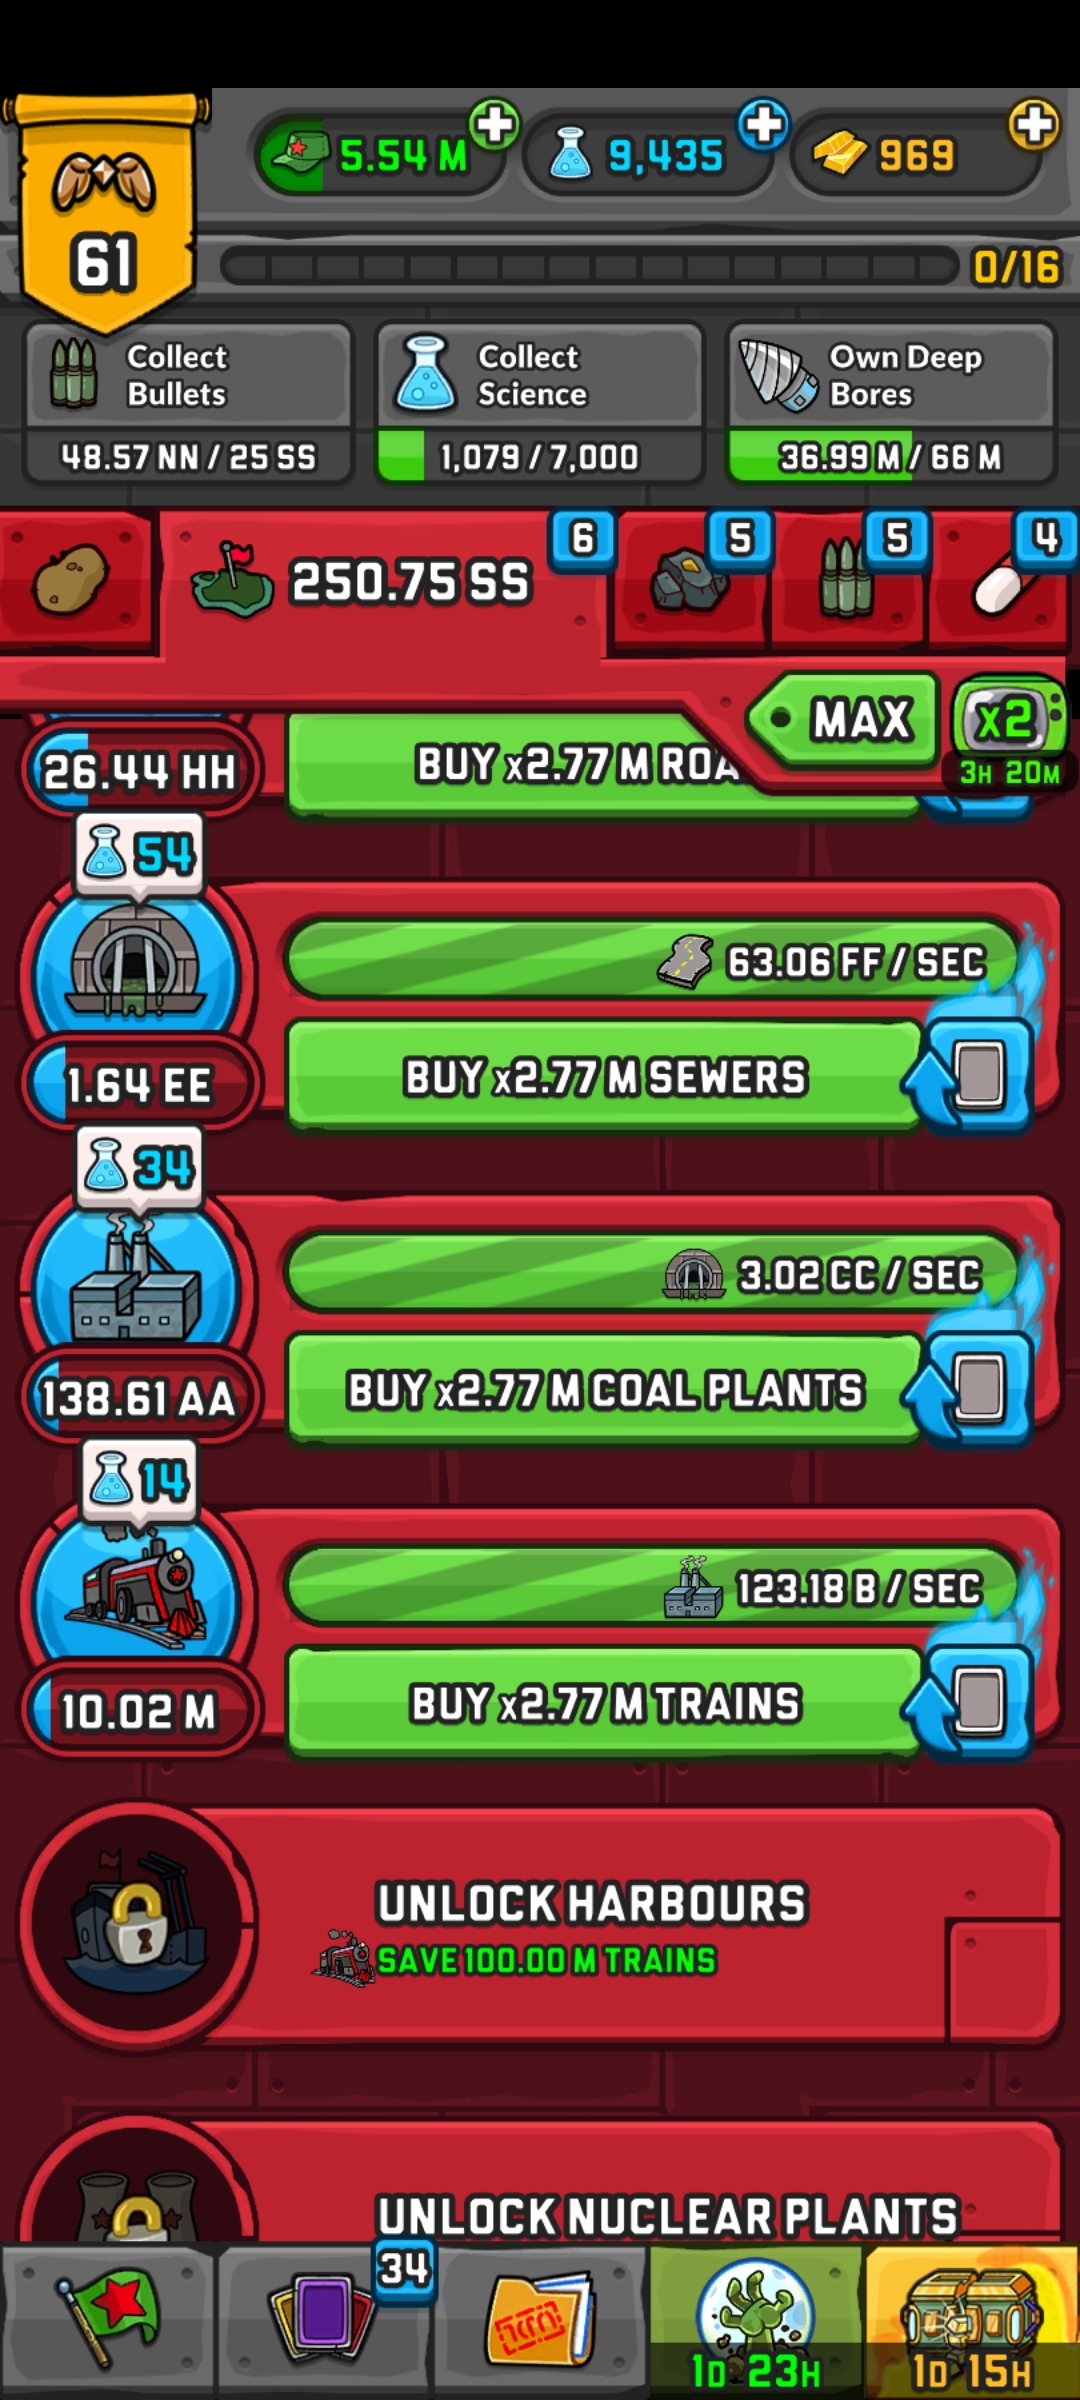 5.54 M
9,435
969
61
0/16
Collect
Bullets
48.57 NN / 25 SS
Collect
Science
1,079 / 7,000
Own Deep
Bores
36.99 M / 66 M
250.75 SS
6
5
5
4
MAX
x2
3H 20M
26.44 HH
BUY x2.77 M ROA
54
63.06 FF / SEC
1.64 EE
BUY x2.77 M SEWERS
34
3.02 CC / SEC
138.61 AA
BUY x2.77 M COAL PLANTS
14
123.18 B / SEC
10.02 M
BUY x2.77 M TRAINS
UNLOCK HARBOURS
SAVE 100.00 M TRAINS
UNLOCK NUCLEAR PLANTS
34
1D 23H
1D 15H